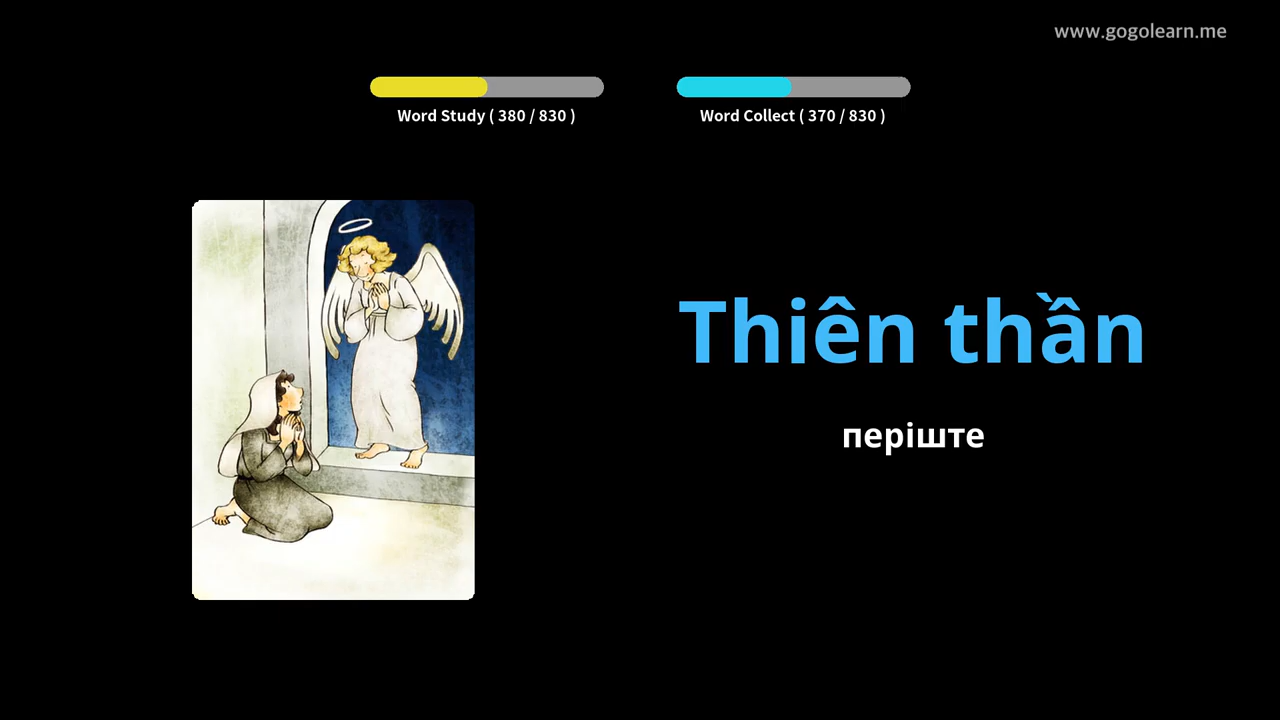 www.gogolearn.me
Word Study ( 380 / 830 )
Word Collect ( 370 / 830 )
Thiên thần
періште